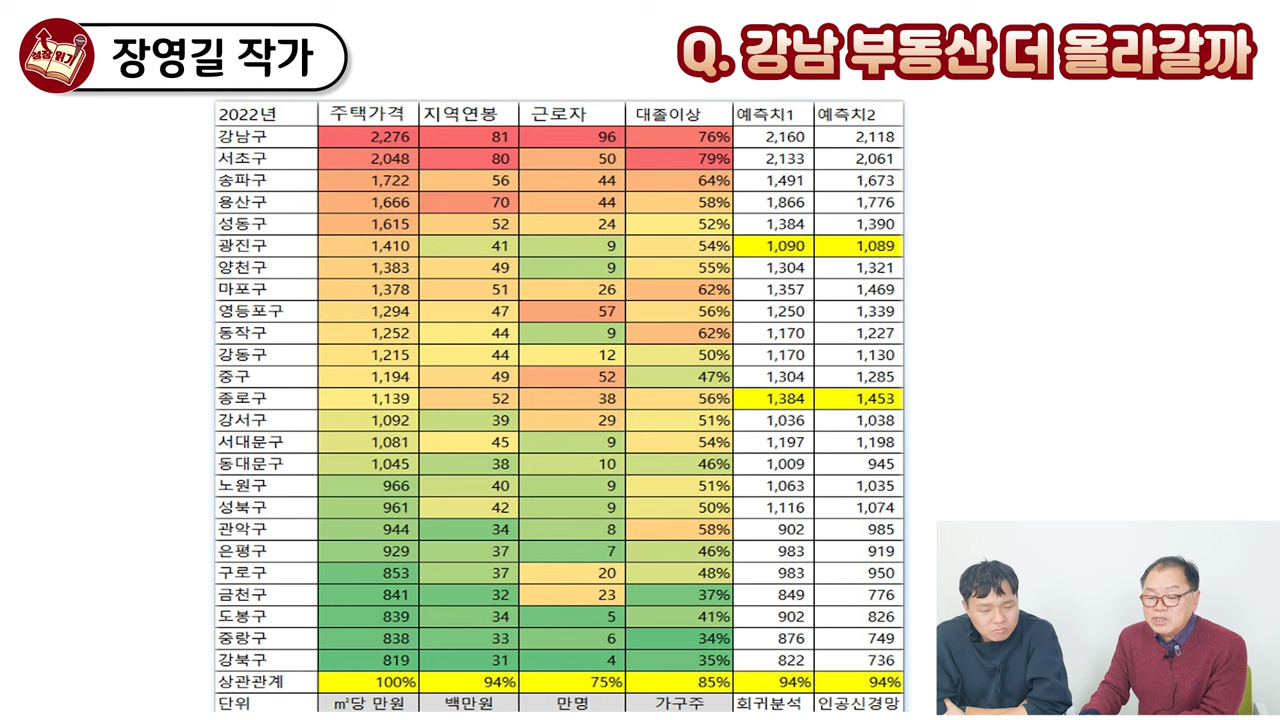 장영길 작가
Q. 강남 부동산 더 올라갈까
2022년 주택가격 지역연봉 근로자 대졸이상 예측치1 예측치2
강남구 2,276 81 96 76% 2,160 2,118
서초구 2,048 80 50 79% 2,133 2,061
송파구 1,722 56 44 64% 1,491 1,673
용산구 1,666 70 44 58% 1,866 1,776
성동구 1,615 52 24 52% 1,384 1,390
광진구 1,410 41 9 54% 1,090 1,089
양천구 1,383 49 9 55% 1,304 1,321
마포구 1,378 51 26 62% 1,357 1,469
영등포구 1,294 47 57 56% 1,250 1,339
동작구 1,252 44 9 62% 1,170 1,227
강동구 1,215 44 12 50% 1,170 1,130
중구 1,194 49 52 47% 1,304 1,285
종로구 1,139 52 38 56% 1,384 1,453
강서구 1,092 39 29 51% 1,036 1,038
서대문구 1,081 45 9 54% 1,197 1,198
동대문구 1,045 38 10 46% 1,009 945
노원구 966 40 9 51% 1,063 1,035
성북구 961 42 9 50% 1,116 1,074
관악구 944 34 8 58% 902 985
은평구 929 37 7 46% 983 919
구로구 853 37 20 48% 983 950
금천구 841 32 23 37% 849 776
도봉구 839 34 5 41% 902 826
중랑구 838 33 6 34% 876 749
강북구 819 31 4 35% 822 736
상관관계 100% 94% 75% 85% 94% 94%
단위 ㎡당 만원 백만원 만명 가구주 회귀분석 인공신경망